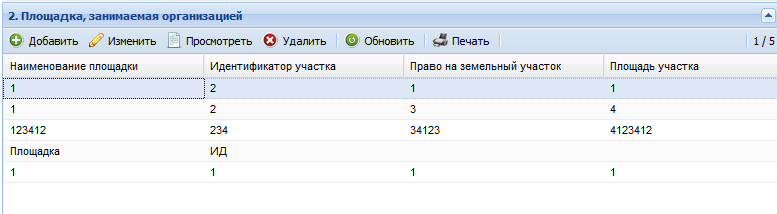 2. Площадка, занимаемая организацией
Добавить Изменить Просмотреть Удалить Обновить Печать 1 / 5
Наименование площадки Идентификатор участка Право на земельный участок Площадь участка
1 2 1 1
1 2 3 4
123412 234 34123 4123412
Площадка ИД
1 1 1 1